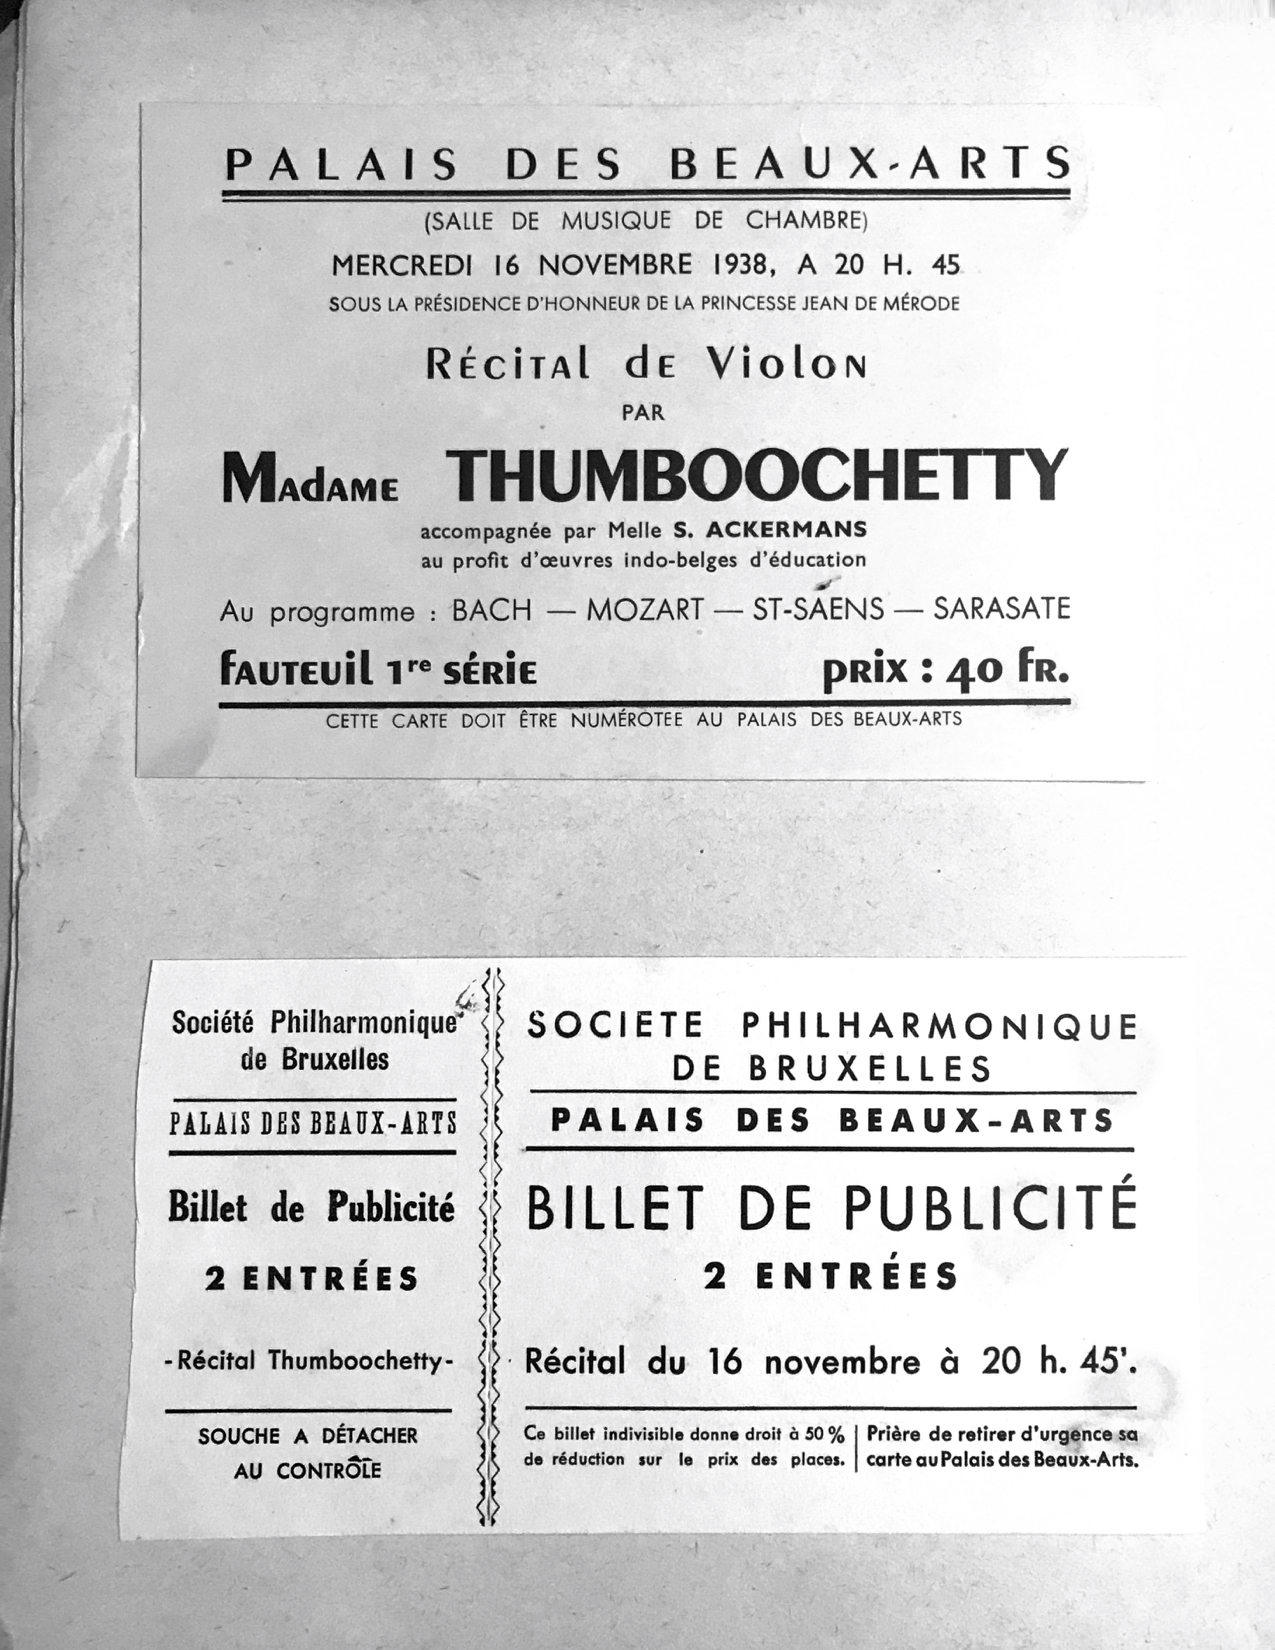 PALAIS DES BEAUX-ARTS
(SALLE DE MUSIQUE DE CHAMBRE)
MERCREDI 16 NOVEMBRE 1938, A 20 H. 45
SOUS LA PRÉSIDENCE D'HONNEUR DE LA PRINCESSE JEAN DE MÉRODE
RÉCITAL dE VIOLON
PAR
MAdAME THUMBOOCHETTY
accompagnée par Melle S. ACKERMANS
au profit d'œuvres indo-belges d'éducation
Au programme : BACH — MOZART — ST-SAENS — SARASATE
fAUTEUIL 1re SÉRIE PRIX : 40 fR.
CETTE CARTE DOIT ÊTRE NUMÉROTEE AU PALAIS DES BEAUX-ARTS
Société Philharmonique
de Bruxelles
PALAIS DES BEAUX-ARTS
Billet de Publicité
2 ENTRÉES
-Récital Thumboochetty-
SOUCHE A DÉTACHER
AU CONTRÔLE
SOCIETE PHILHARMONIQUE
DE BRUXELLES
PALAIS DES BEAUX-ARTS
BILLET DE PUBLICITÉ
2 ENTRÉES
Récital du 16 novembre à 20 h. 45'.
Ce billet indivisible donne droit à 50 %
de réduction sur le prix des places.
Prière de retirer d'urgence sa
carte au Palais des Beaux-Arts.